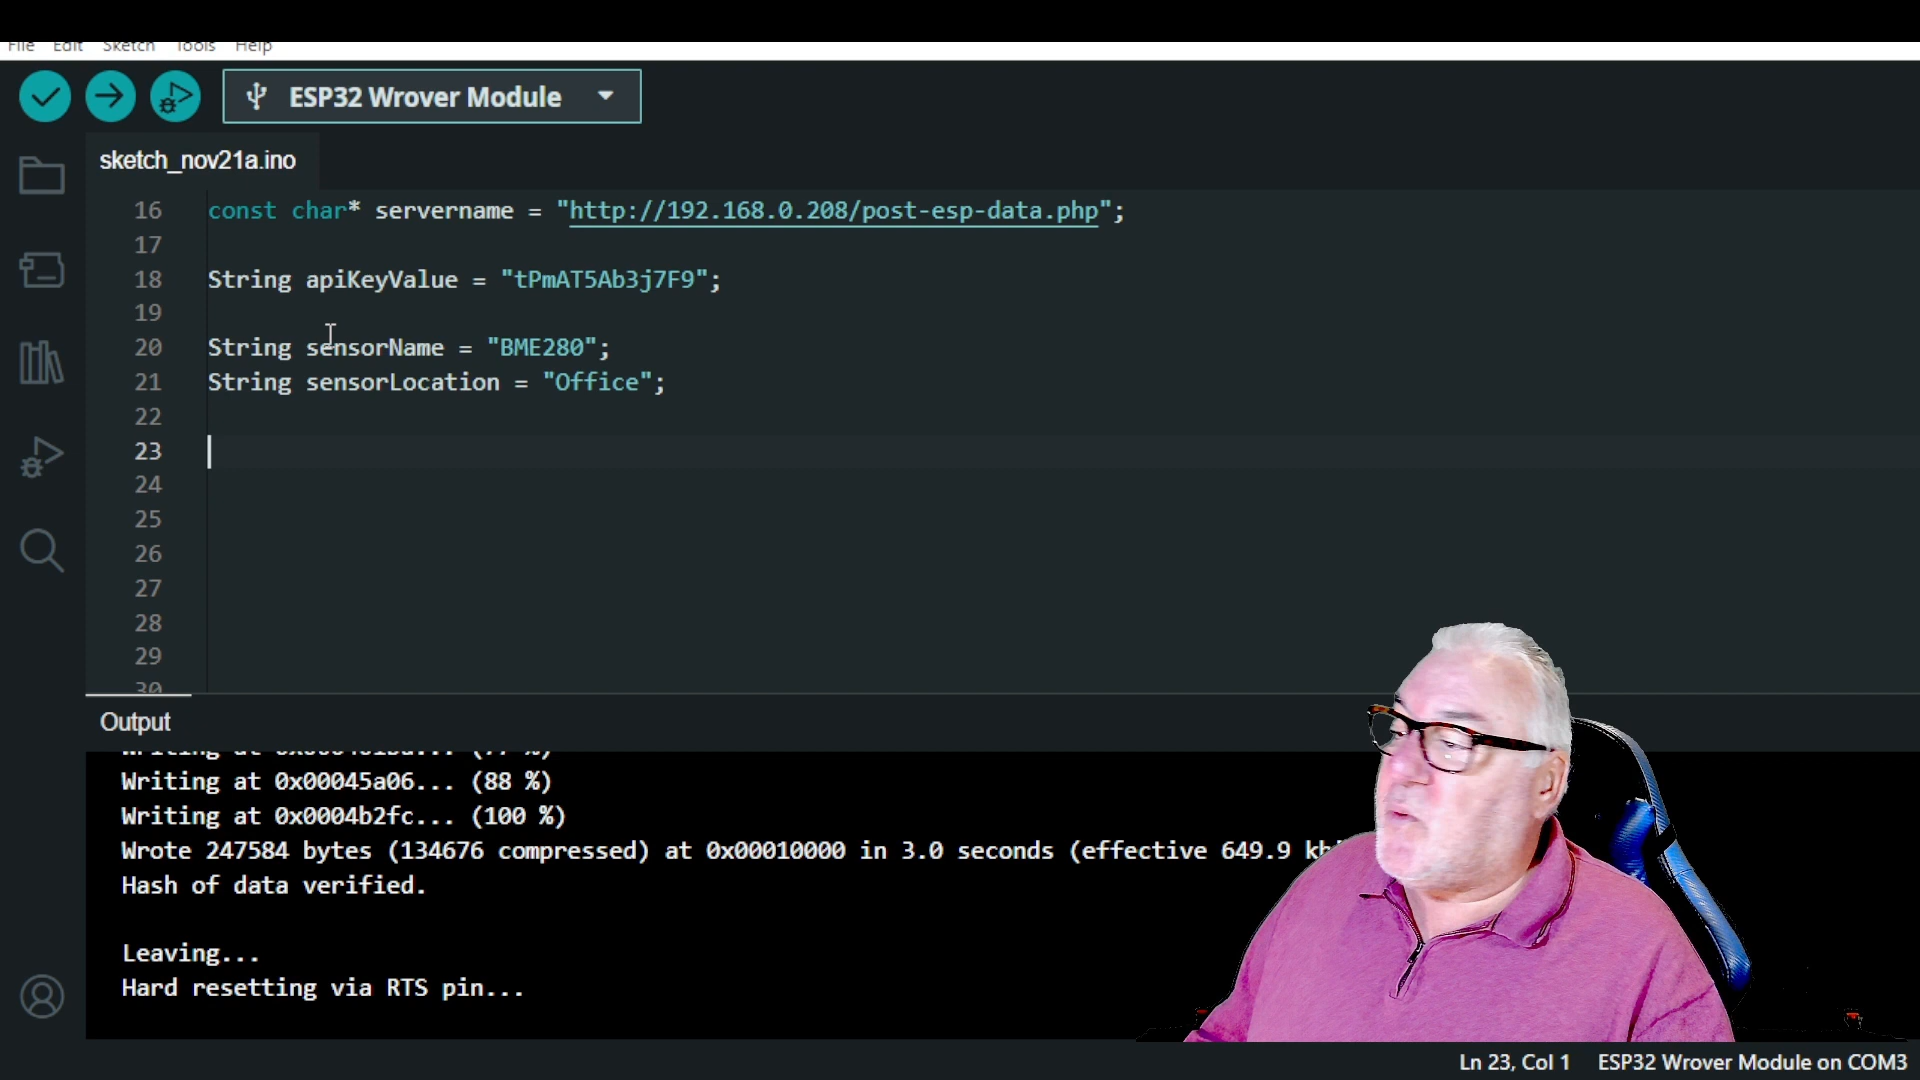 File Edit Sketch Tools Help
ESP32 Wrover Module
sketch_nov21a.ino
16 const char* servername = "http://192.168.0.208/post-esp-data.php";
17
18 String apiKeyValue = "tPmAT5Ab3j7F9";
19
20 String sensorName = "BME280";
21 String sensorLocation = "Office";
22
23
24
25
26
27
28
29
30
Output
Writing at 0x00045a06... (88 %)
Writing at 0x0004b2fc... (100 %)
Wrote 247584 bytes (134676 compressed) at 0x00010000 in 3.0 seconds (effective 649.9
Hash of data verified.
Leaving...
Hard resetting via RTS pin...
Ln 23, Col 1 ESP32 Wrover Module on COM3